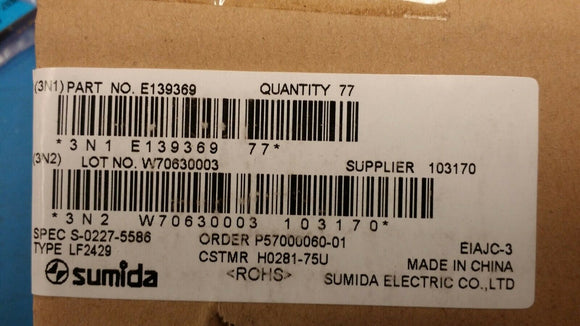 (3N1) PART NO. E139369 QUANTITY 77
*3N1 E139369 77*
(3N2) LOT NO. W70630003 SUPPLIER 103170
*3N2 W70630003 103170*
SPEC S-0227-5586 ORDER P57000060-01 EIAJC-3
TYPE LF2429 CSTMR H0281-75U MADE IN CHINA
sumida <ROHS> SUMIDA ELECTRIC CO.,LTD